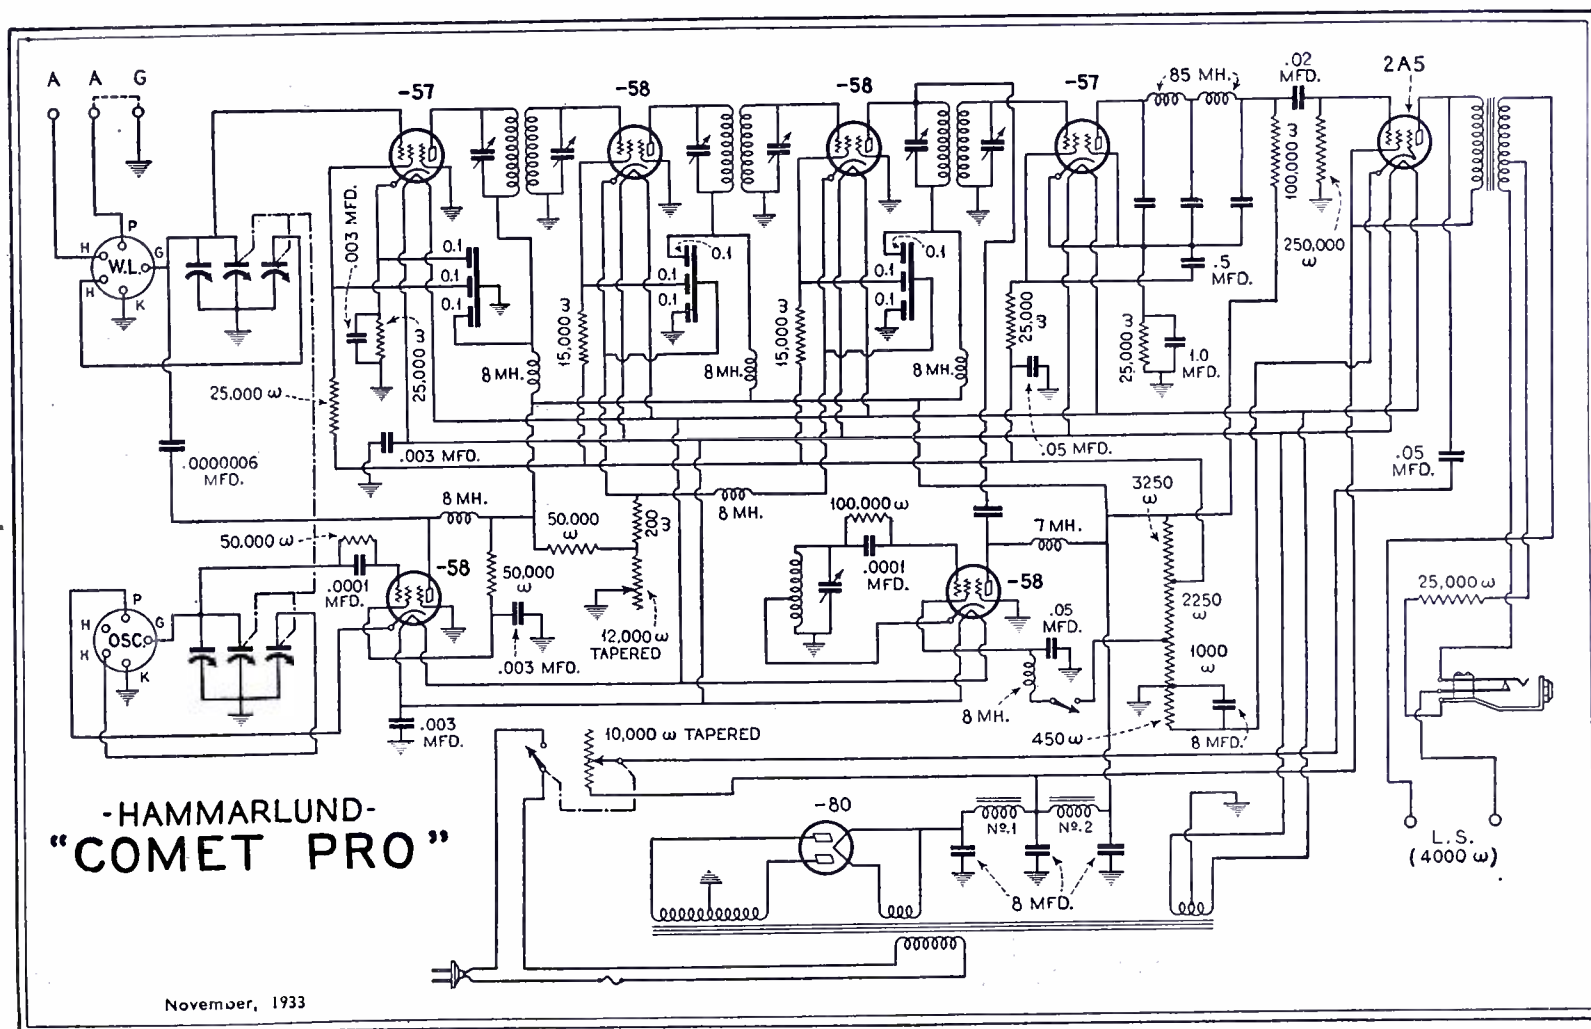 A A G
-57
-58
-58
-57
85 MH.
.02
MFD.
2A5
P
H
W.L.
G
H
K
.003 MFD.
0.1
0.1
0.1
25,000 ω
25,000 ω
15,000 ω
8 MH.
0.1
0.1
0.1
0.1
8 MH.
15,000 ω
0.1
0.1
0.1
8 MH.
25,000
ω
.05 MFD.
25,000 ω
1.0
MFD.
.5
MFD.
100,000 ω
250,000
ω
.0000006
MFD.
.003 MFD.
8 MH.
50,000 ω
.0001
MFD.
-58
50,000
ω
50,000
ω
200
ω
8 MH.
12,000 ω
TAPERED
.003 MFD.
100,000 ω
.0001
MFD.
-58
7 MH.
.05
MFD.
8 MH.
3250
ω
2250
ω
1000
ω
450 ω
8 MFD.
.05
MFD.
25,000 ω
P
H
OSC.
G
H
K
.003
MFD.
10,000 ω TAPERED
-80
Nº.1
Nº.2
8 MFD.
L.S.
(4000 ω)
-HAMMARLUND-
"COMET PRO"
November, 1933